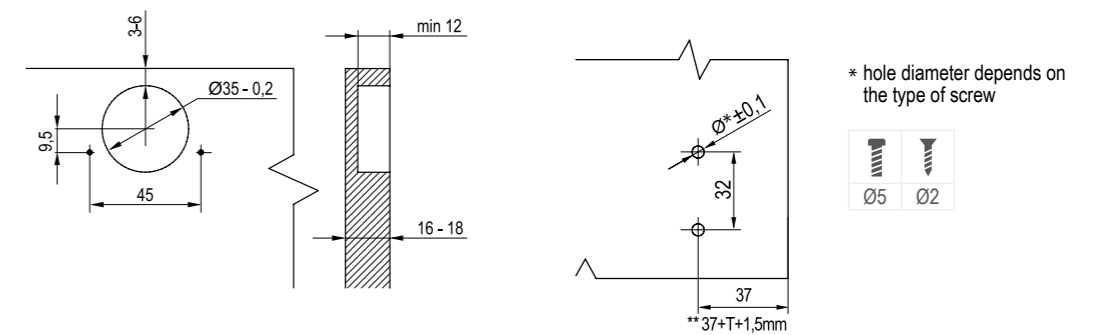 3-6
Ø35 - 0,2
9,5
45
min 12
16 - 18
Ø*±0,1
32
37
** 37+T+1,5mm
* hole diameter depends on
the type of screw
Ø5 Ø2